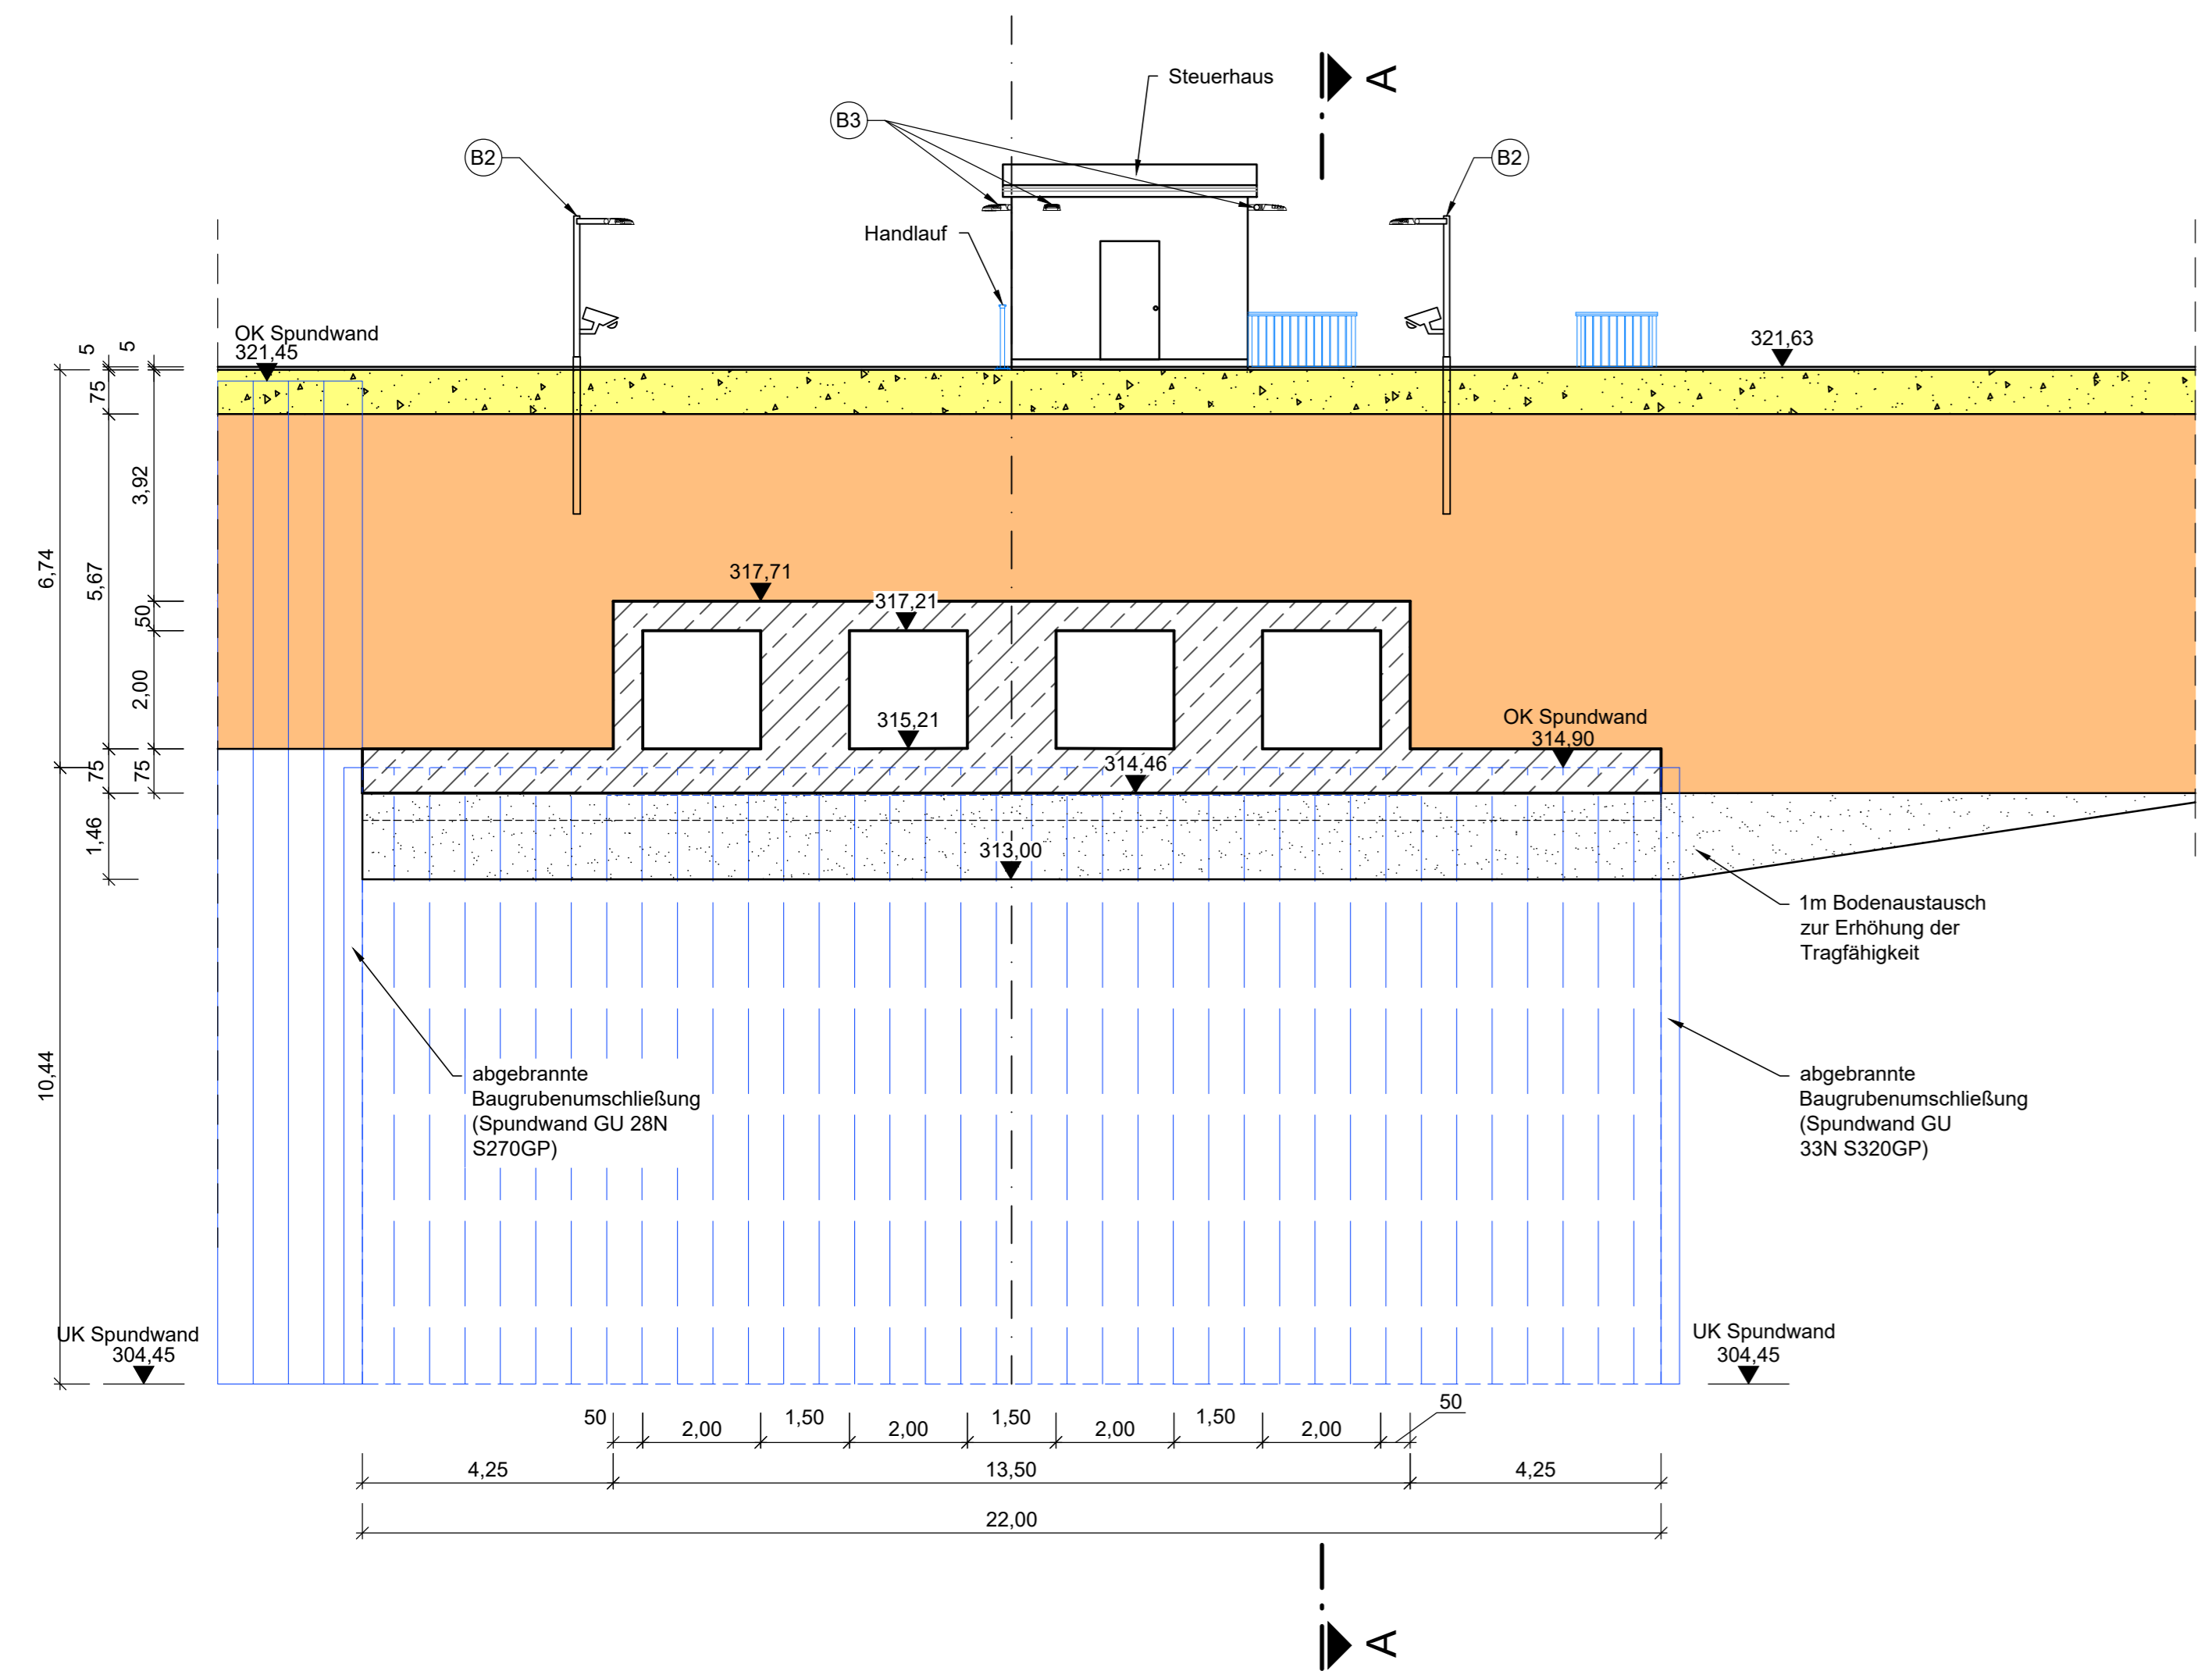 Steuerhaus
A
B3
B2
B2
Handlauf
OK Spundwand
321,45
321,63
5
5
75
3,92
6,74
5,67
50
2,00
75
75
1,46
10,44
317,71
317,21
315,21
OK Spundwand
314,90
314,46
313,00
1m Bodenaustausch
zur Erhöhung der
Tragfähigkeit
abgebrannte
Baugrubenumschließung
(Spundwand GU 28N
S270GP)
abgebrannte
Baugrubenumschließung
(Spundwand GU
33N S320GP)
UK Spundwand
304,45
UK Spundwand
304,45
50
2,00
1,50
2,00
1,50
2,00
1,50
2,00
50
4,25
13,50
4,25
22,00
A